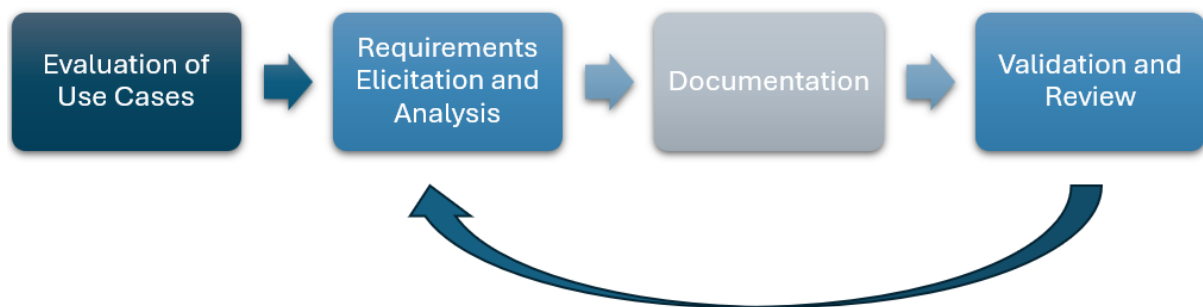 Evaluation of
Use Cases
Requirements
Elicitation and
Analysis
Documentation
Validation and
Review